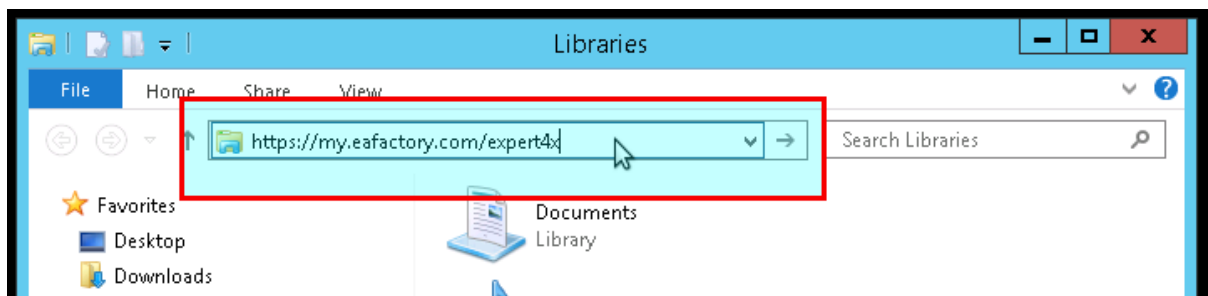 Libraries
File Home Share View
https://my.eafactory.com/expert4x Search Libraries
Favorites
Documents
Desktop
Library
Downloads